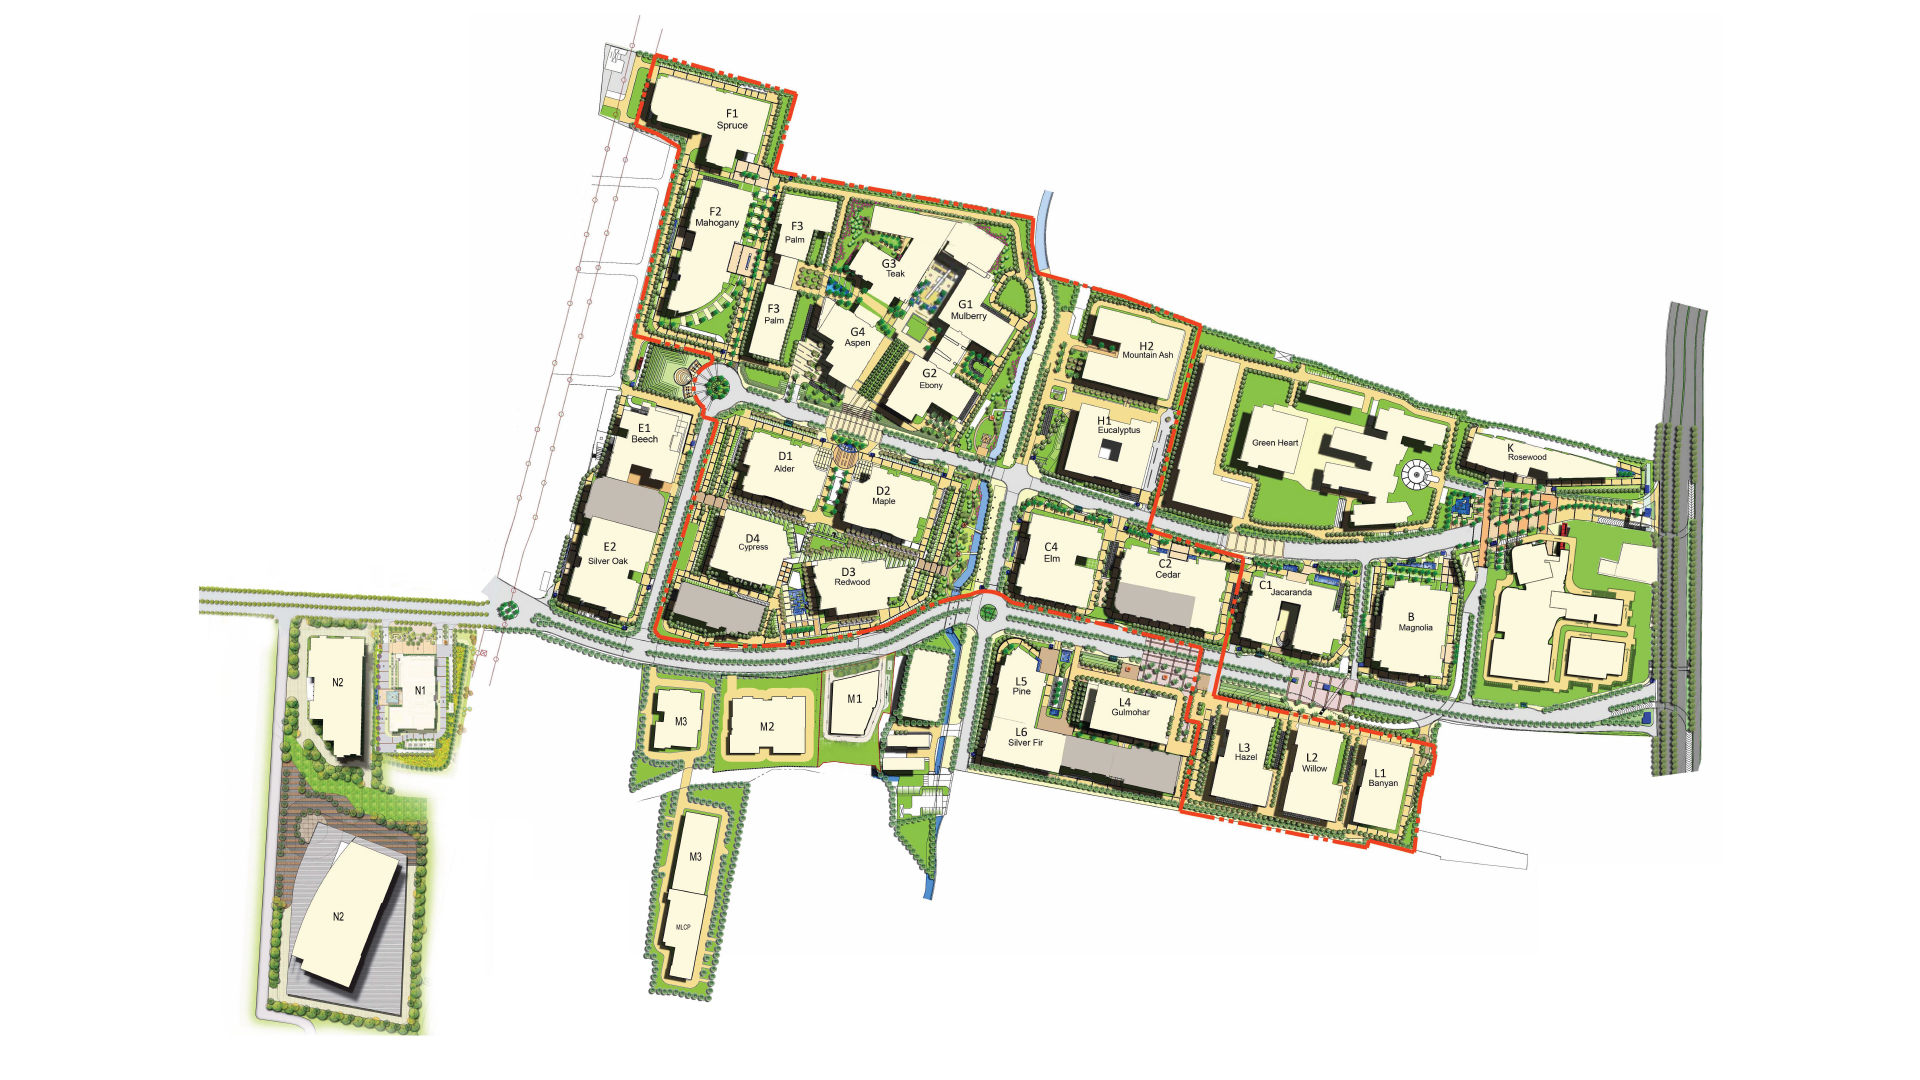 F1
Spruce
F2
Mahogany
F3
Palm
G3
Teak
G1
Mulberry
F3
Palm
G4
Aspen
G2
Ebony
H2
Mountain Ash
H1
Eucalyptus
Green Heart
K
Rosewood
E1
Beech
D1
Alder
D2
Maple
E2
Silver Oak
D4
Cypress
D3
Redwood
C4
Elm
C2
Cedar
C1
Jacaranda
B
Magnolia
N2
N1
M3
M2
M1
L5
Pine
L4
Gulmohar
L6
Silver Fir
L3
Hazel
L2
Willow
L1
Banyan
M3
MLCP
N2